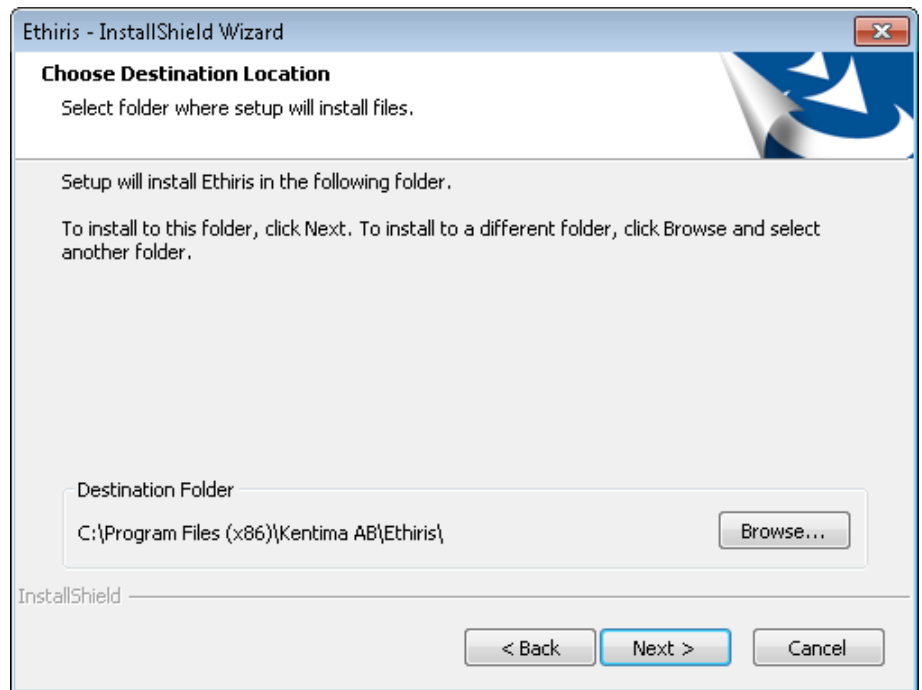 Ethiris - InstallShield Wizard
Choose Destination Location
Select folder where setup will install files.
Setup will install Ethiris in the following folder.
To install to this folder, click Next. To install to a different folder, click Browse and select
another folder.
Destination Folder
C:\Program Files (x86)\Kentima AB\Ethiris\
Browse...
InstallShield
< Back
Next >
Cancel